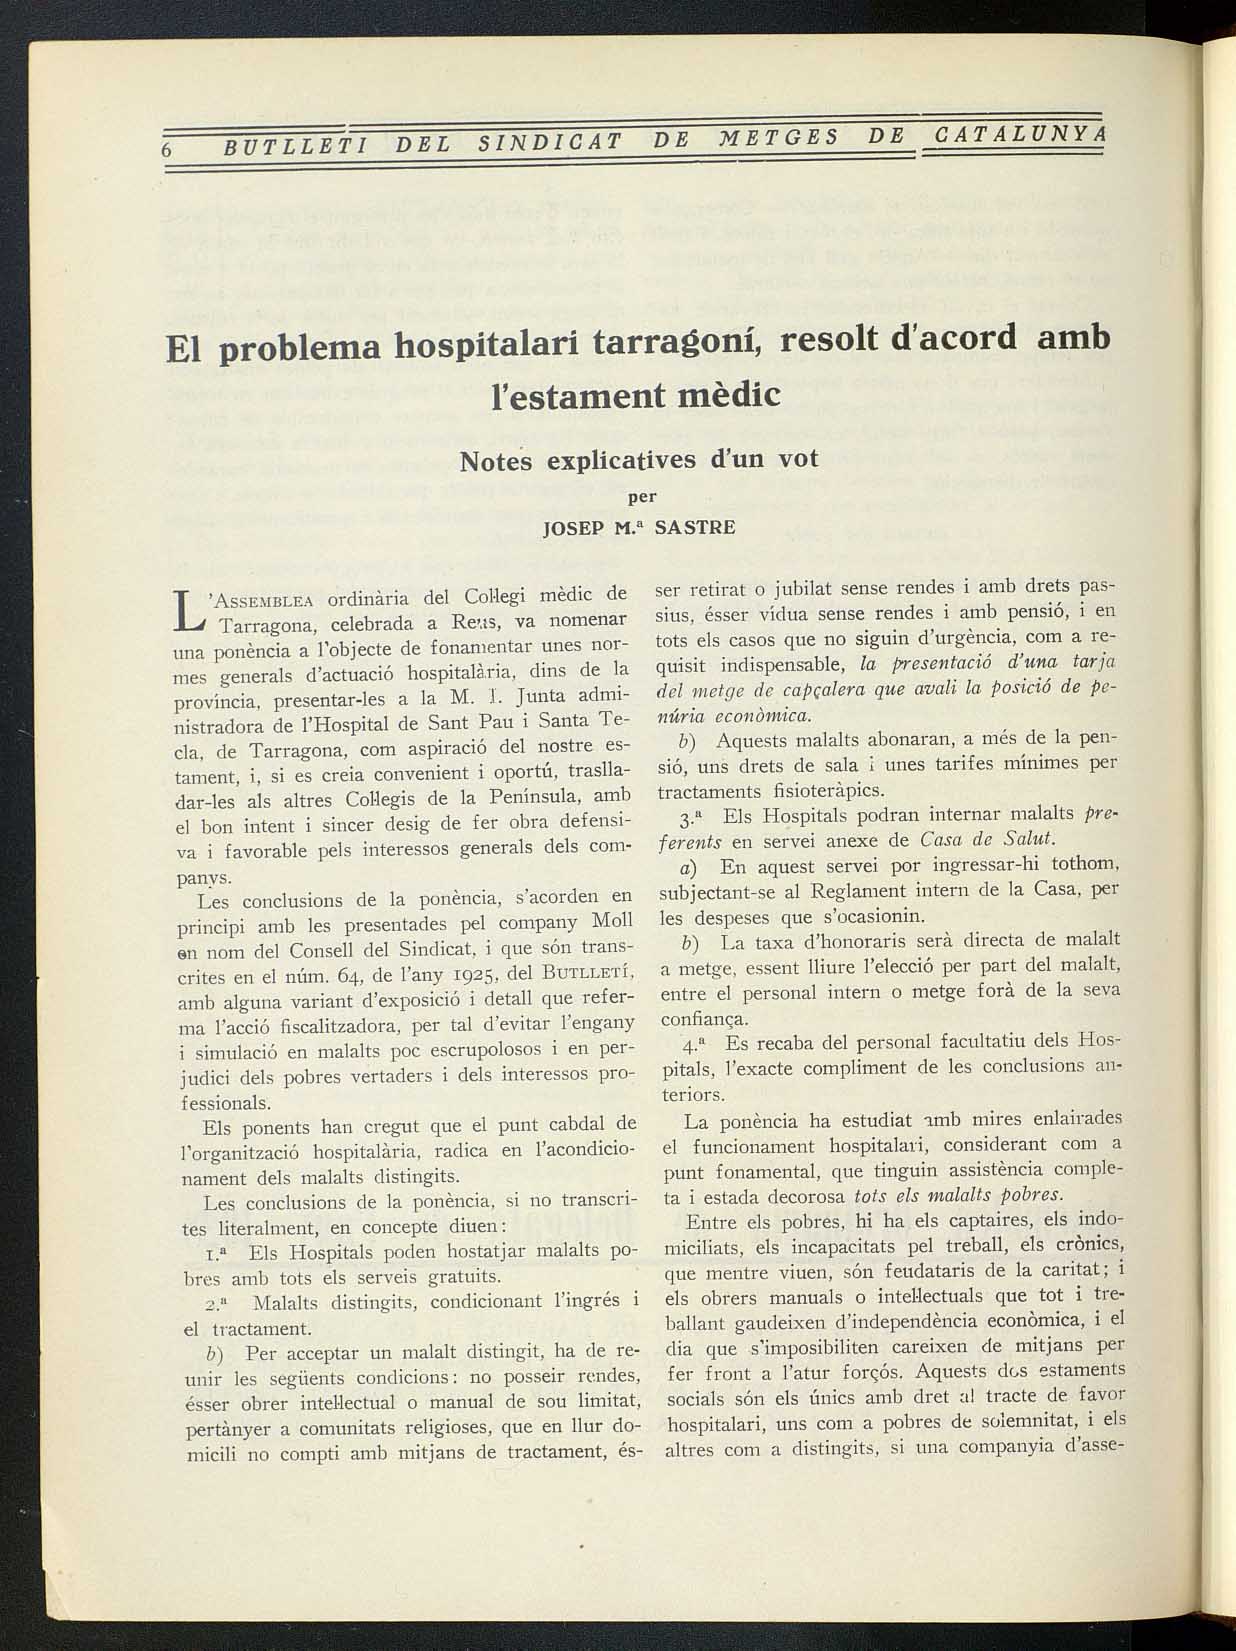 6 BUTLLETI DEL SINDICAT DE METGES DE CATALUNYA
El problema hospitalari tarragoní, resolt d'acord amb
l'estament mèdic
Notes explicatives d'un vot
per
JOSEP M.ª SASTRE
L'ASSEMBLEA ordinària del Col·legi mèdic de
Tarragona, celebrada a Reus, va nomenar
una ponència a l'objecte de fonamentar unes nor-
mes generals d'actuació hospitalària, dins de la
província, presentar-les a la M. I. Junta admi-
nistradora de l'Hospital de Sant Pau i Santa Te-
cla, de Tarragona, com aspiració del nostre es-
tament, i, si es creia convenient i oportú, traslla-
dar-les als altres Col·legis de la Península, amb
el bon intent i sincer desig de fer obra defensi-
va i favorable pels interessos generals dels com-
panys.
Les conclusions de la ponència, s'acorden en
principi amb les presentades pel company Moll
en nom del Consell del Sindicat, i que són trans-
crites en el núm. 64, de l'any 1925, del BUTLLETÍ,
amb alguna variant d'exposició i detall que refer-
ma l'acció fiscalitzadora, per tal d'evitar l'engany
i simulació en malalts poc escrupolosos i en per-
judici dels pobres vertaders i dels interessos pro-
fessionals.
Els ponents han cregut que el punt cabdal de
l'organització hospitalària, radica en l'acondicio-
nament dels malalts distingits.
Les conclusions de la ponència, si no transcri-
tes literalment, en concepte diuen:
1.ª Els Hospitals poden hostatjar malalts po-
bres amb tots els serveis gratuits.
2.ª Malalts distingits, condicionant l'ingrés i
el tractament.
b) Per acceptar un malalt distingit, ha de re-
unir les següents condicions: no posseir rendes,
ésser obrer intel·lectual o manual de sou limitat,
pertànyer a comunitats religioses, que en llur do-
micili no compti amb mitjans de tractament, és-
ser retirat o jubilat sense rendes i amb drets pas-
sius, ésser vídua sense rendes i amb pensió, i en
tots els casos que no siguin d'urgència, com a re-
quisit indispensable, la presentació d'una tarja
del metge de capçalera que avali la posició de pe-
núria econòmica.
b) Aquests malalts abonaran, a més de la pen-
sió, uns drets de sala i unes tarifes mínimes per
tractaments fisioteràpics.
3.ª Els Hospitals podran internar malalts pre-
ferents en servei anexe de Casa de Salut.
a) En aquest servei por ingressar-hi tothom,
subjectant-se al Reglament intern de la Casa, per
les despeses que s'ocasionin.
b) La taxa d'honoraris serà directa de malalt
a metge, essent lliure l'elecció per part del malalt,
entre el personal intern o metge forà de la seva
confiança.
4.ª Es recaba del personal facultatiu dels Hos-
pitals, l'exacte compliment de les conclusions an-
teriors.
La ponència ha estudiat amb mires enlairades
el funcionament hospitalari, considerant com a
punt fonamental, que tinguin assistència comple-
ta i estada decorosa tots els malalts pobres.
Entre els pobres, hi ha els captaires, els indo-
miciliats, els incapacitats pel treball, els crònics,
que mentre viuen, són feudataris de la caritat; i
els obrers manuals o intel·lectuals que tot i tre-
ballant gaudeixen d'independència econòmica, i el
dia que s'imposibiliten careixen de mitjans per
fer front a l'atur forçós. Aquests dos estaments
socials són els únics amb dret al tracte de favor
hospitalari, uns com a pobres de solemnitat, i els
altres com a distingits, si una companyia d'asse-